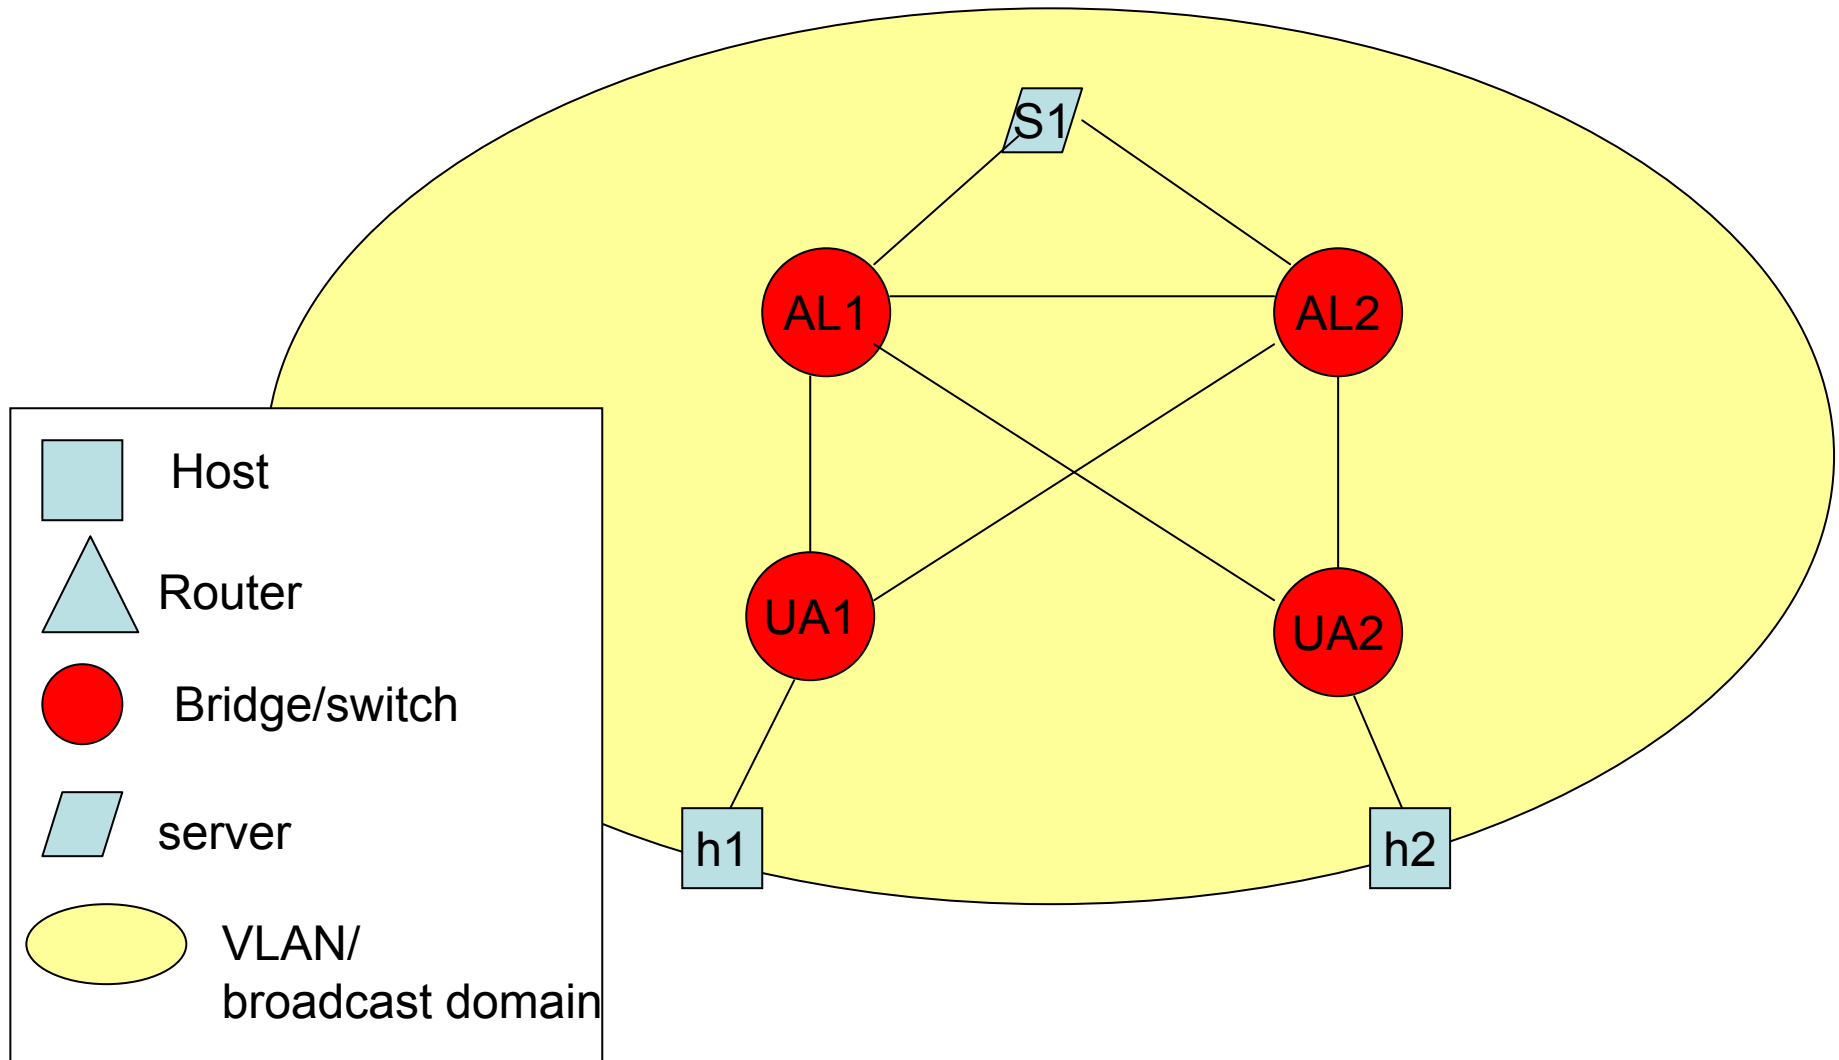 S1
AL1
AL2
UA1
UA2
h1
h2
Host
Router
Bridge/switch
server
VLAN/
broadcast domain